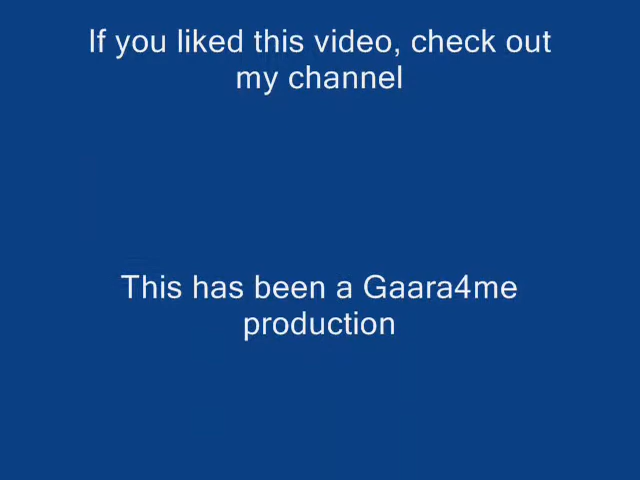 If you liked this video, check out
my channel
This has been a Gaara4me
production